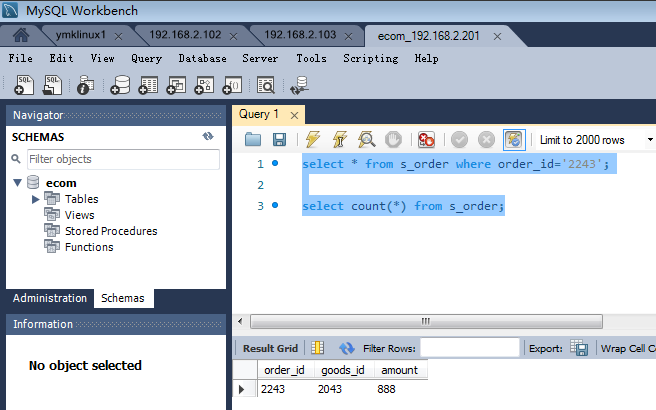 MySQL Workbench
ymklinux1 × 192.168.2.102 × 192.168.2.103 × ecom_192.168.2.201 ×
File Edit View Query Database Server Tools Scripting Help
Navigator
SCHEMAS
Filter objects
ecom
Tables
Views
Stored Procedures
Functions
Administration Schemas
Information
No object selected
Query 1 ×
Limit to 2000 rows
1 select * from s_order where order_id='2243';
2
3 select count(*) from s_order;
Result Grid Filter Rows: Export: Wrap Cell Co
order_id goods_id amount
2243 2043 888